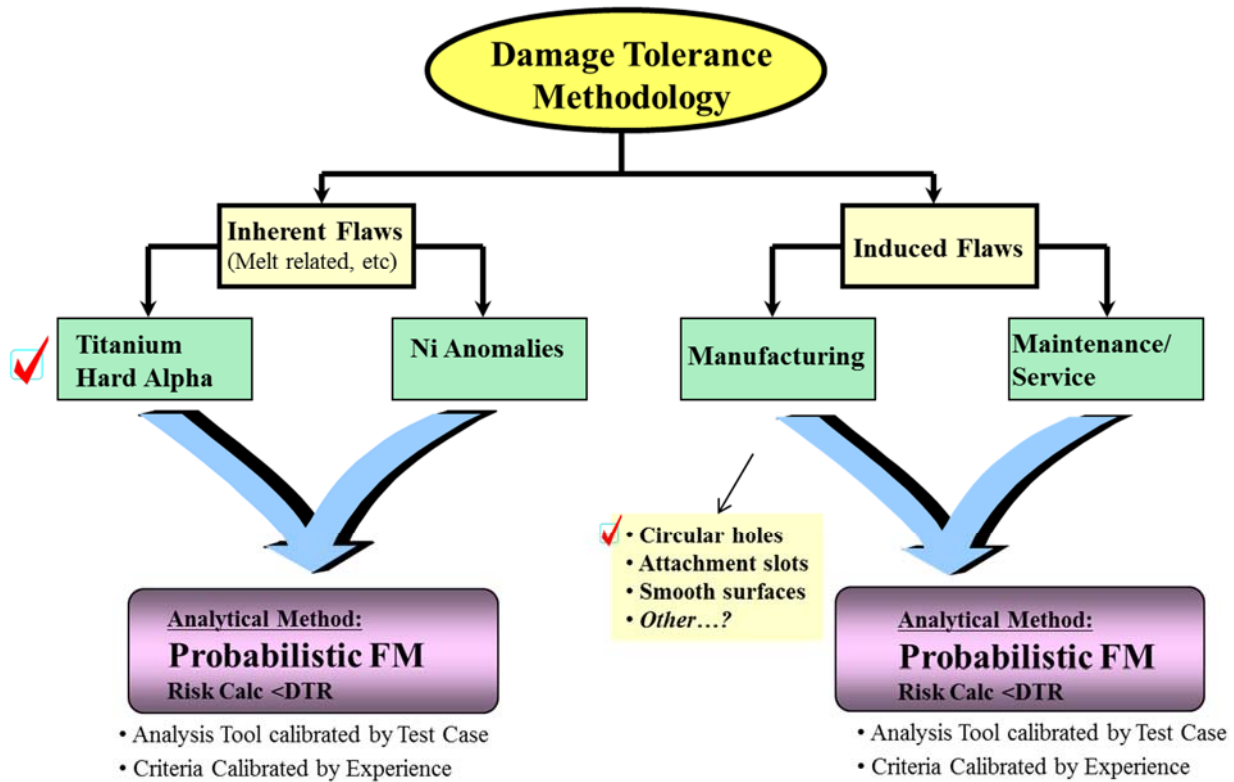 Damage Tolerance
Methodology
Inherent Flaws
(Melt related, etc)
Induced Flaws
Titanium
Hard Alpha
Ni Anomalies
Manufacturing
Maintenance/
Service
• Circular holes
• Attachment slots
• Smooth surfaces
• Other…?
Analytical Method:
Probabilistic FM
Risk Calc <DTR
• Analysis Tool calibrated by Test Case
• Criteria Calibrated by Experience
Analytical Method:
Probabilistic FM
Risk Calc <DTR
• Analysis Tool calibrated by Test Case
• Criteria Calibrated by Experience